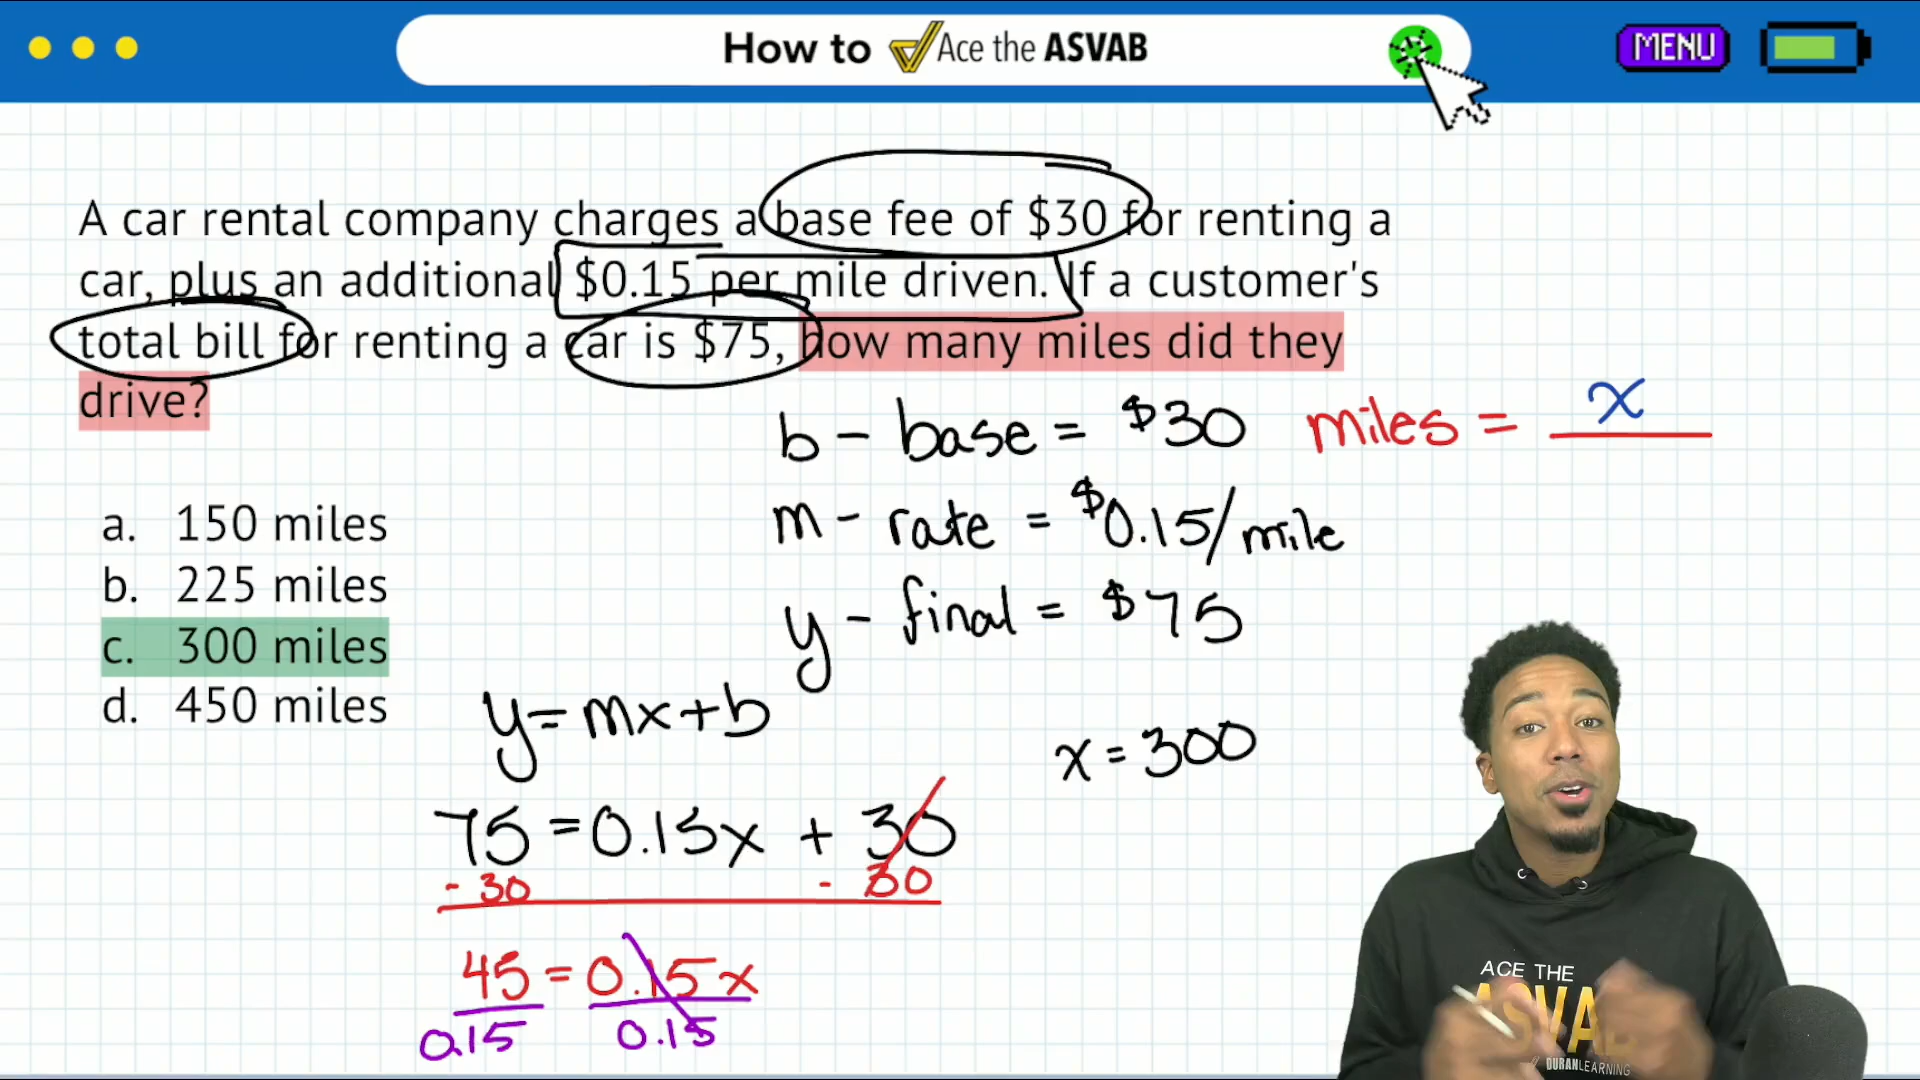 How to Ace the ASVAB
MENU
A car rental company charges a base fee of $30 for renting a
car, plus an additional $0.15 per mile driven. If a customer's
total bill for renting a car is $75, how many miles did they
drive?
b - base = $30
miles = x
a. 150 miles
m - rate = $0.15/mile
b. 225 miles
y - final = $75
c. 300 miles
d. 450 miles
y = mx + b
x = 300
75 = 0.15x + 30
- 30 - 30
45 = 0.15x
0.15 0.15
ACE THE
ASVAB
DURANLEARNING